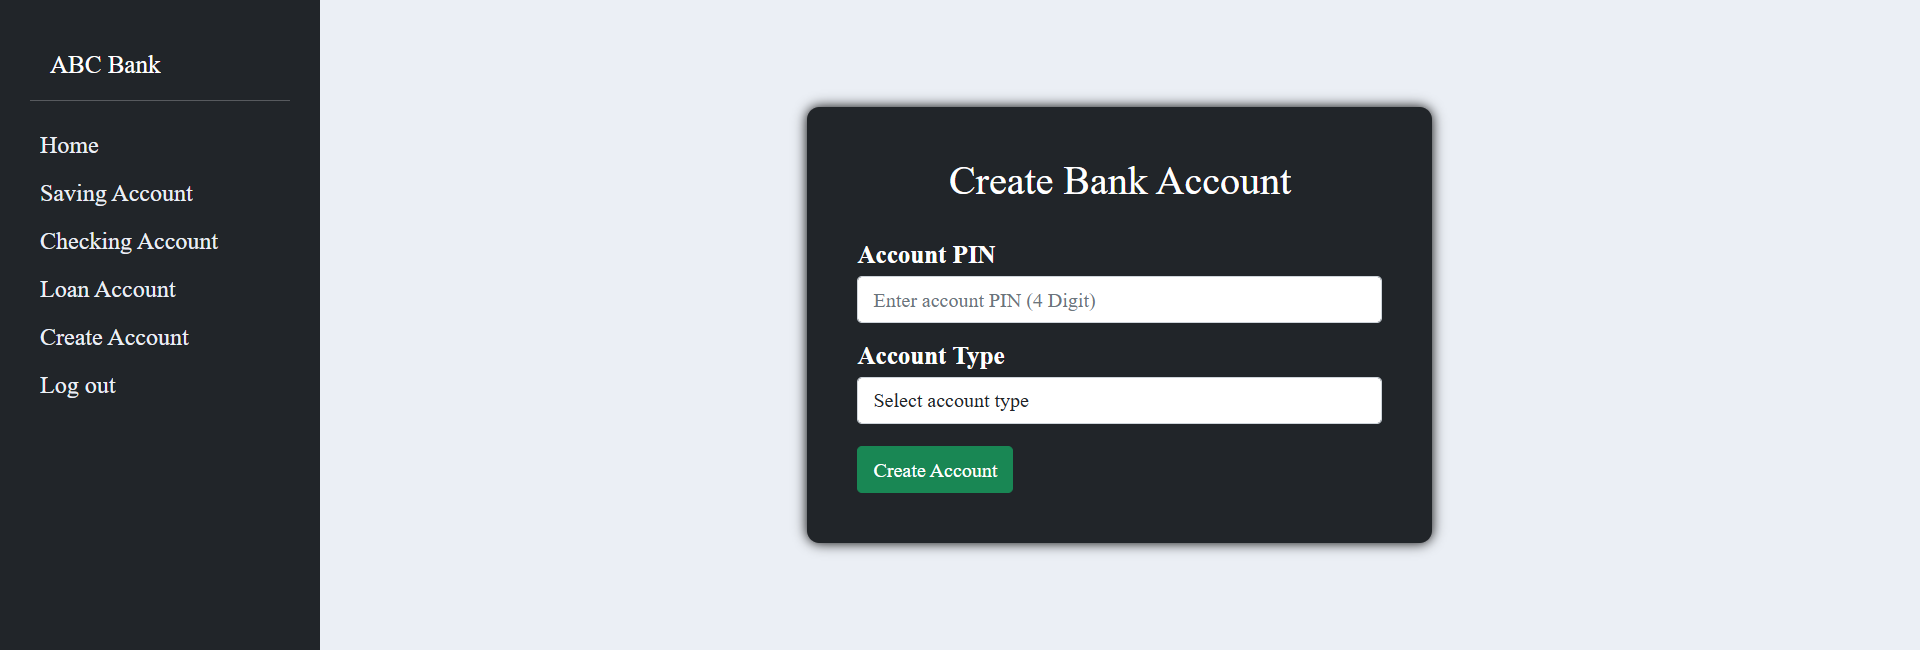 ABC Bank
Home
Saving Account
Checking Account
Loan Account
Create Account
Log out
Create Bank Account
Account PIN
Enter account PIN (4 Digit)
Account Type
Select account type
Create Account